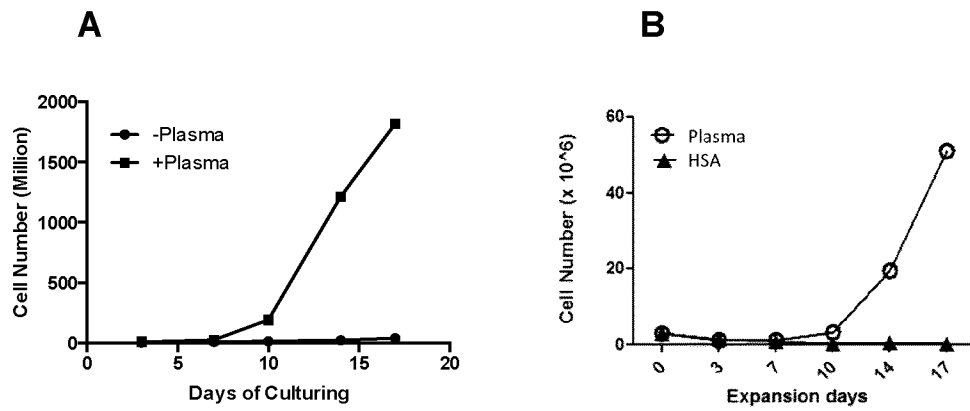 A
2000
1500
1000
500
0
Cell Number (Million)
-Plasma
+Plasma
0 5 10 15 20
Days of Culturing
B
60
40
20
0
Cell Number (x 10^6)
Plasma
HSA
0 3 7 10 14 17
Expansion days